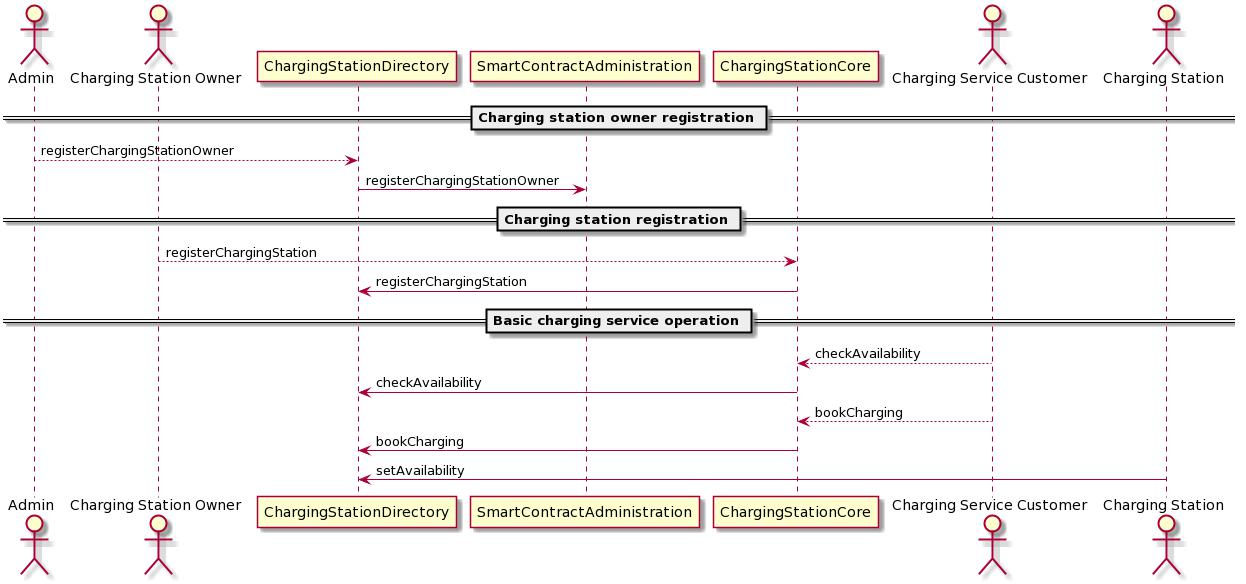 Admin
Charging Station Owner
ChargingStationDirectory
SmartContractAdministration
ChargingStationCore
Charging Service Customer
Charging Station
Charging station owner registration
registerChargingStationOwner
registerChargingStationOwner
Charging station registration
registerChargingStation
registerChargingStation
Basic charging service operation
checkAvailability
checkAvailability
bookCharging
bookCharging
setAvailability
Admin
Charging Station Owner
ChargingStationDirectory
SmartContractAdministration
ChargingStationCore
Charging Service Customer
Charging Station